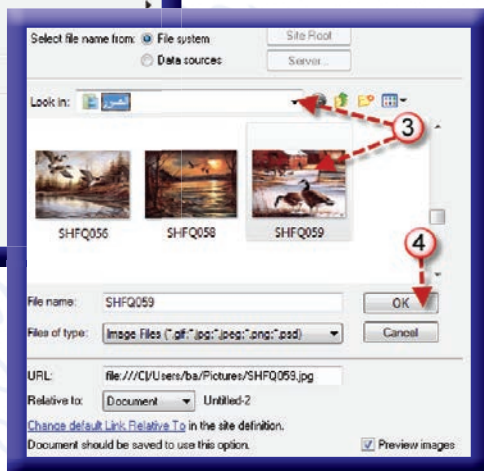 Select file name from: File system Site Root
Data sources Server...
Look in: الصور
3
SHFQ056 SHFQ058 SHFQ059
4
File name: SHFQ059 OK
Files of type: Image Files (*.gif;*.jpg;*.jpeg;*.png;*.psd) Cancel
URL: file:///C|/Users/ba/Pictures/SHFQ059.jpg
Relative to: Document Untitled-2
Change default Link Relative To in the site definition.
Document should be saved to use this option. Preview images